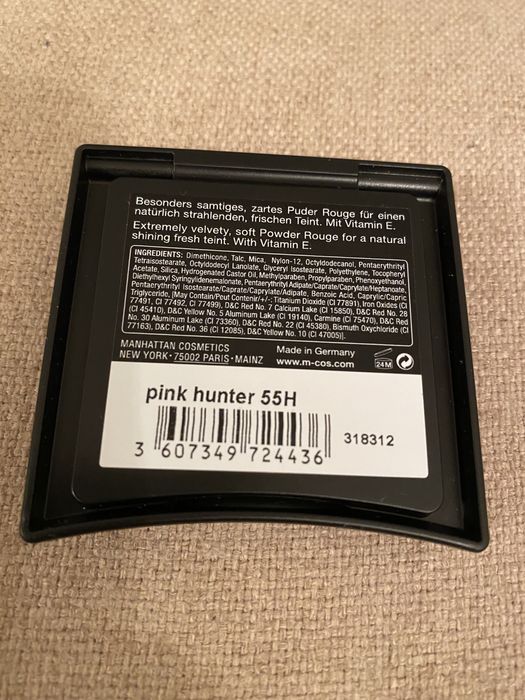 Besonders samtiges, zartes Puder Rouge für einen
natürlich strahlenden, frischen Teint. Mit Vitamin E.
Extremely velvety, soft Powder Rouge for a natural
shining fresh teint. With Vitamin E.
INGREDIENTS: Dimethicone, Talc, Mica, Nylon-12, Octyldodecanol, Pentaerythrityl
Tetraisostearate, Octyldodecyl Lanolate, Glyceryl Isostearate, Polyethylene, Tocopheryl
Acetate, Silica, Hydrogenated Castor Oil, Methylparaben, Propylparaben, Phenoxyethanol,
Diethylhexyl Syringylidenemalonate, Pentaerythrityl Adipate/Caprate/Caprylate/Heptanoate,
Pentaerythrityl Isostearate/Caprate/Caprylate/Adipate, Benzoic Acid, Caprylic/Capric
Triglyceride, [May Contain/Peut Contenir/+/-: Titanium Dioxide (CI 77891), Iron Oxides (CI
77491, CI 77492, CI 77499), D&C Red No. 7 Calcium Lake (CI 15850), D&C Red No. 28
(CI 45410), D&C Yellow No. 5 Aluminum Lake (CI 19140), Carmine (CI 75470), D&C Red
No. 30 Aluminum Lake (CI 73360), D&C Red No. 22 (CI 45380), Bismuth Oxychloride (CI
77163), D&C Red No. 36 (CI 12085), D&C Yellow No. 10 (CI 47005)].
MANHATTAN COSMETICS
NEW YORK · 75002 PARIS · MAINZ
Made in Germany
www.m-cos.com
24M
pink hunter 55H
318312
3 607349 724436